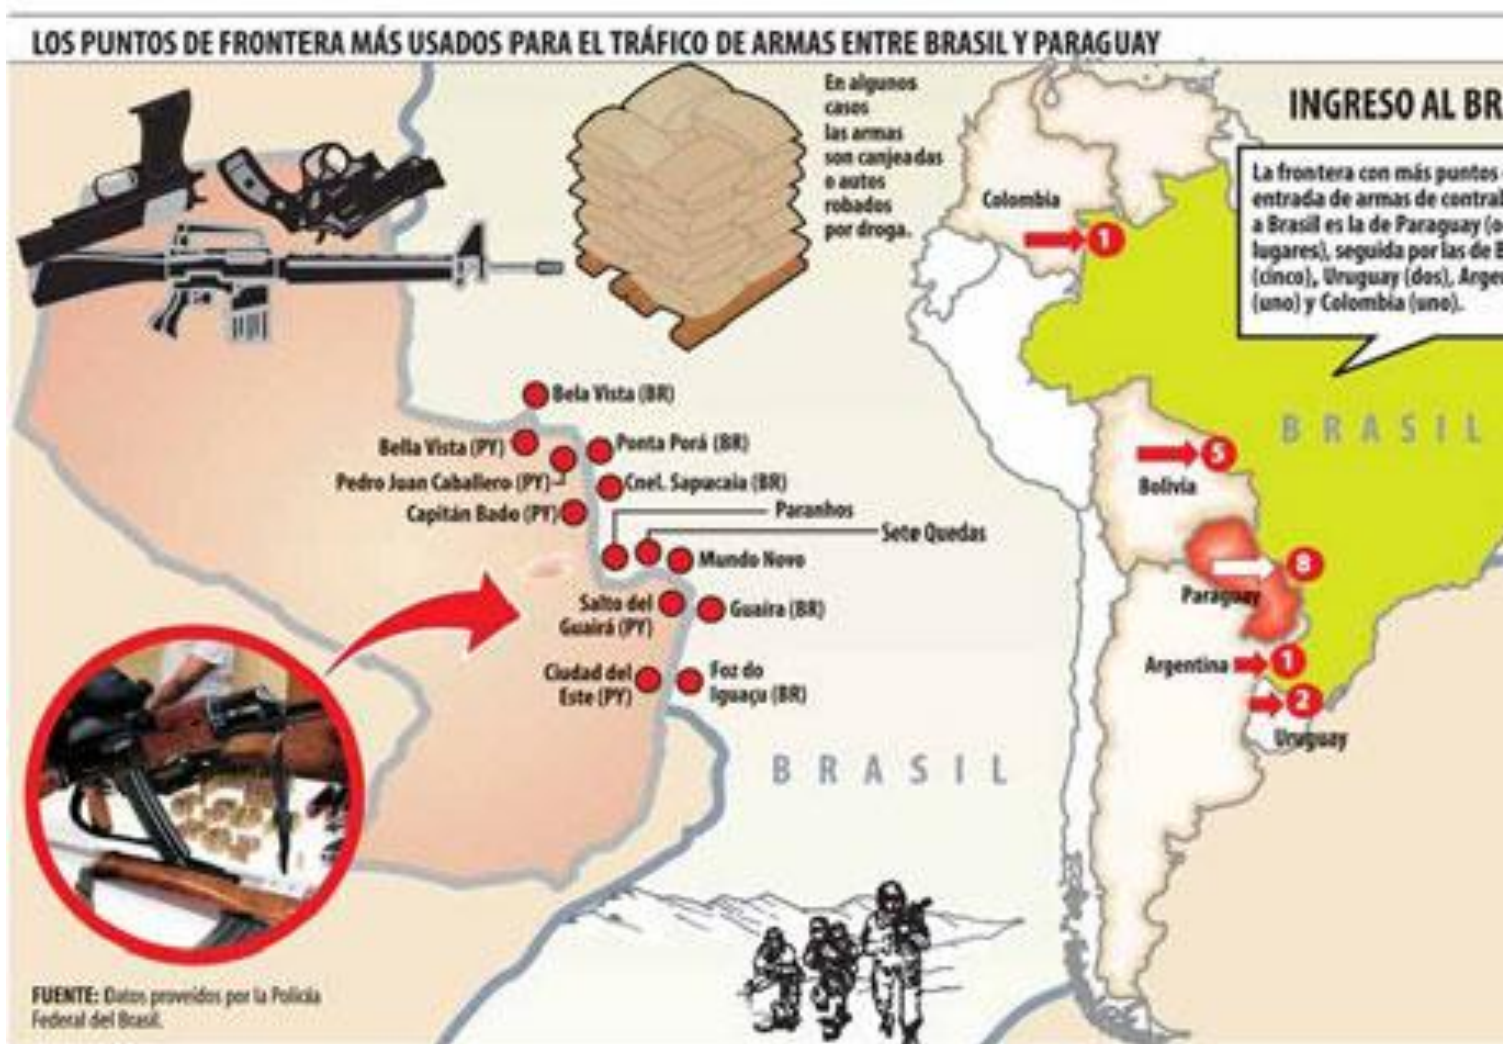 LOS PUNTOS DE FRONTERA MÁS USADOS PARA EL TRÁFICO DE ARMAS ENTRE BRASIL Y PARAGUAY
En algunos
casos
las armas
son canjeadas
o autos
robados
por droga.
INGRESO AL
La frontera con más puntos
entrada de armas de
a Brasil es la de Paraguay
lugares), seguida por las de
(cinco), Uruguay (dos),
(uno) y Colombia (uno).
Colombia
1
BRASIL
5
Bolivia
8
Paraguay
Argentina
1
2
Uruguay
Bela Vista (BR)
Bella Vista (PY)
Ponta Porá (BR)
Pedro Juan Caballero (PY)
Cnel. Sapucaia (BR)
Capitán Bado (PY)
Paranhos
Sete Quedas
Mundo Novo
Salto del
Guairá (PY)
Guaira (BR)
Ciudad del
Este (PY)
Foz do
Iguaçu (BR)
BRASIL
FUENTE: Datos proveídos por la Policía
Federal del Brasil.